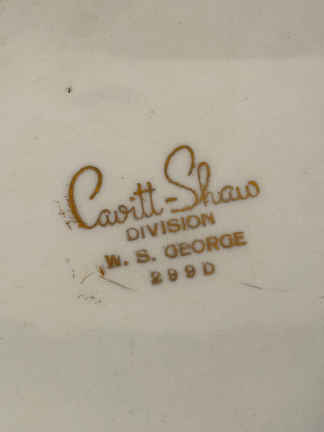 Cavitt-Shaw
DIVISION
W. S. GEORGE
299D